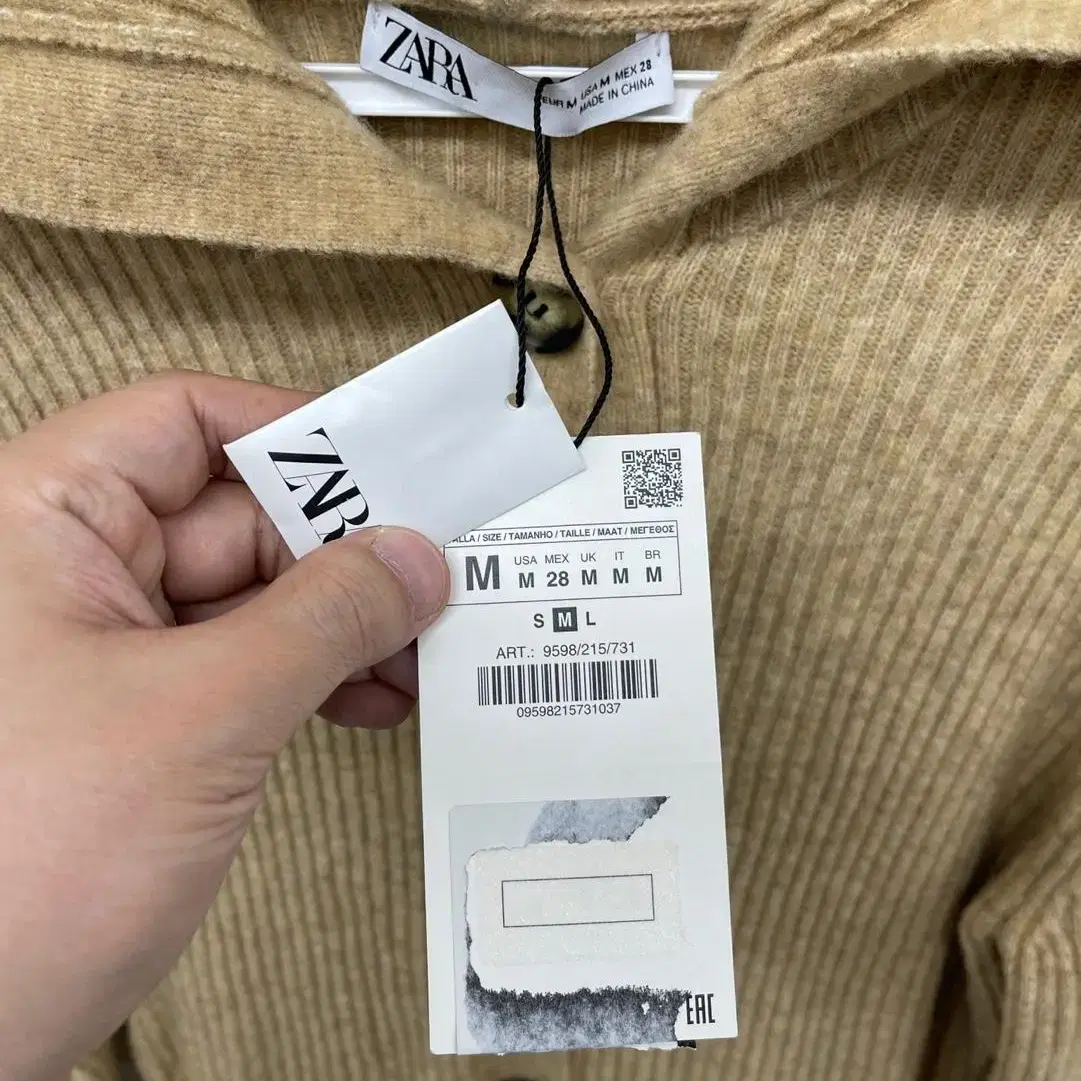 ZARA
EUR M USA M MEX 28
MADE IN CHINA
ZAR
ALLA / SIZE / TAMANHO / TAILLE / MAAT / ΜΕΓΕΘΟΣ
M
USA MEX UK IT BR
M 28 M M M
S M L
ART.: 9598/215/731
09598215731037
EAC